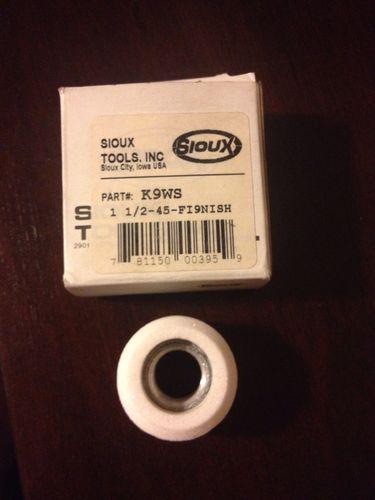 SIOUX
TOOLS, INC
Sioux City, Iowa USA
SIOUX
PART#: K9WS
1 1/2-45-FI9NISH
S
T
2901
7 81150 00395 9